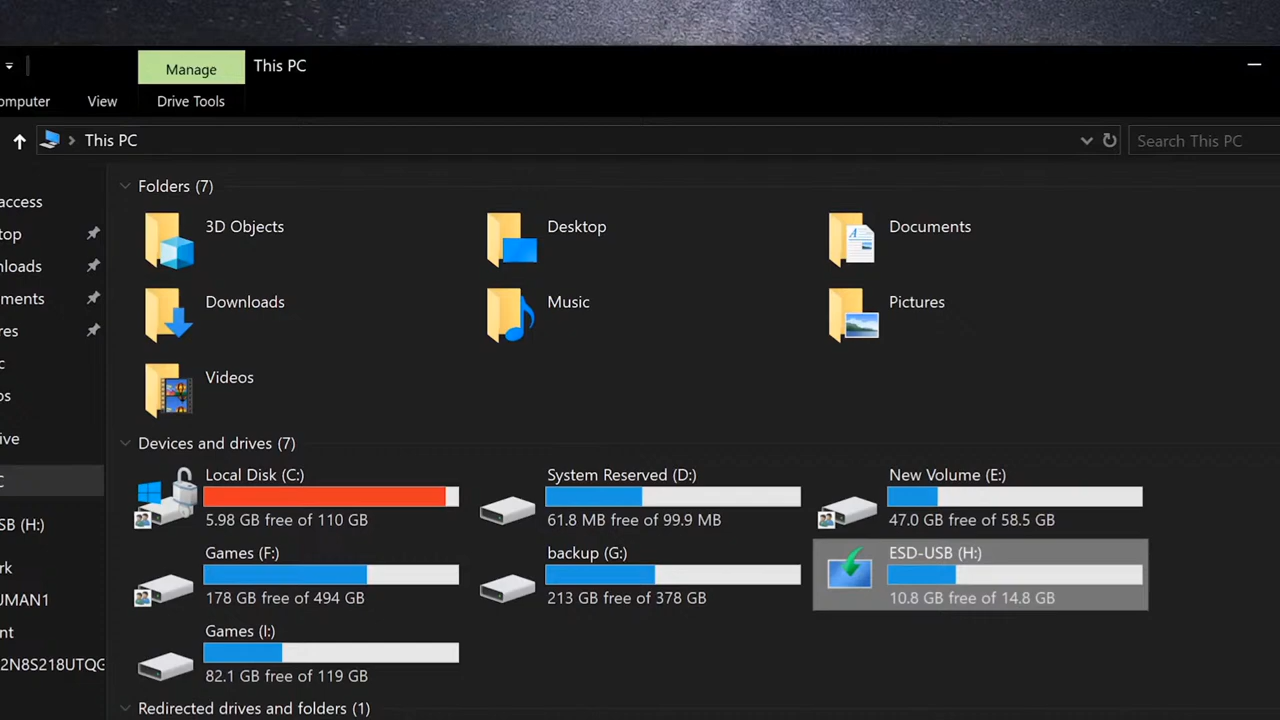 Manage
This PC
omputer
View
Drive Tools
This PC
Search This PC
access
top
nloads
ments
res
c
os
ive
C
SB (H:)
rk
HUMAN1
nt
2N8S218UTQG
Folders (7)
3D Objects
Desktop
Documents
Downloads
Music
Pictures
Videos
Devices and drives (7)
Local Disk (C:)
5.98 GB free of 110 GB
System Reserved (D:)
61.8 MB free of 99.9 MB
New Volume (E:)
47.0 GB free of 58.5 GB
Games (F:)
178 GB free of 494 GB
backup (G:)
213 GB free of 378 GB
ESD-USB (H:)
10.8 GB free of 14.8 GB
Games (I:)
82.1 GB free of 119 GB
Redirected drives and folders (1)